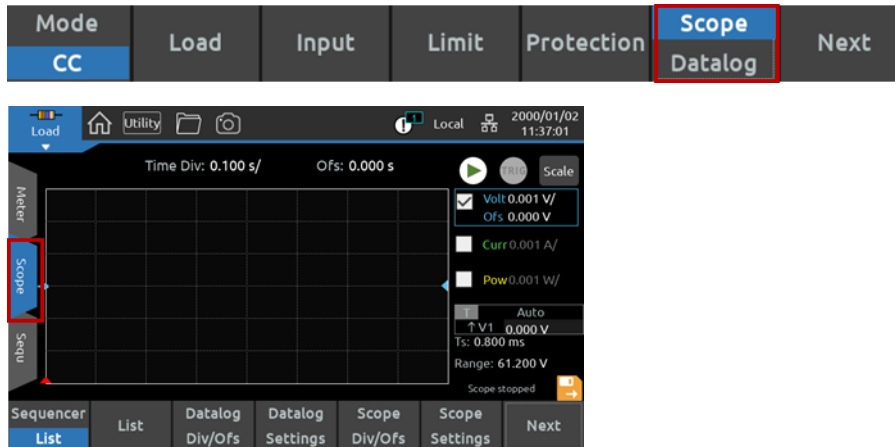 Mode
CC
Load
Input
Limit
Protection
Scope
Datalog
Next
Load
Utility
1
Local
2000/01/02
11:37:01
Time Div: 0.100 s/ Ofs: 0.000 s
TRIG
Scale
Meter
Scope
Sequ
Volt 0.001 V/
Ofs 0.000 V
Curr 0.001 A/
Pow 0.001 W/
T Auto
↑V1 0.000 V
Ts: 0.800 ms
Range: 61.200 V
Scope stopped
Sequencer
List
List
Datalog
Div/Ofs
Datalog
Settings
Scope
Div/Ofs
Scope
Settings
Next